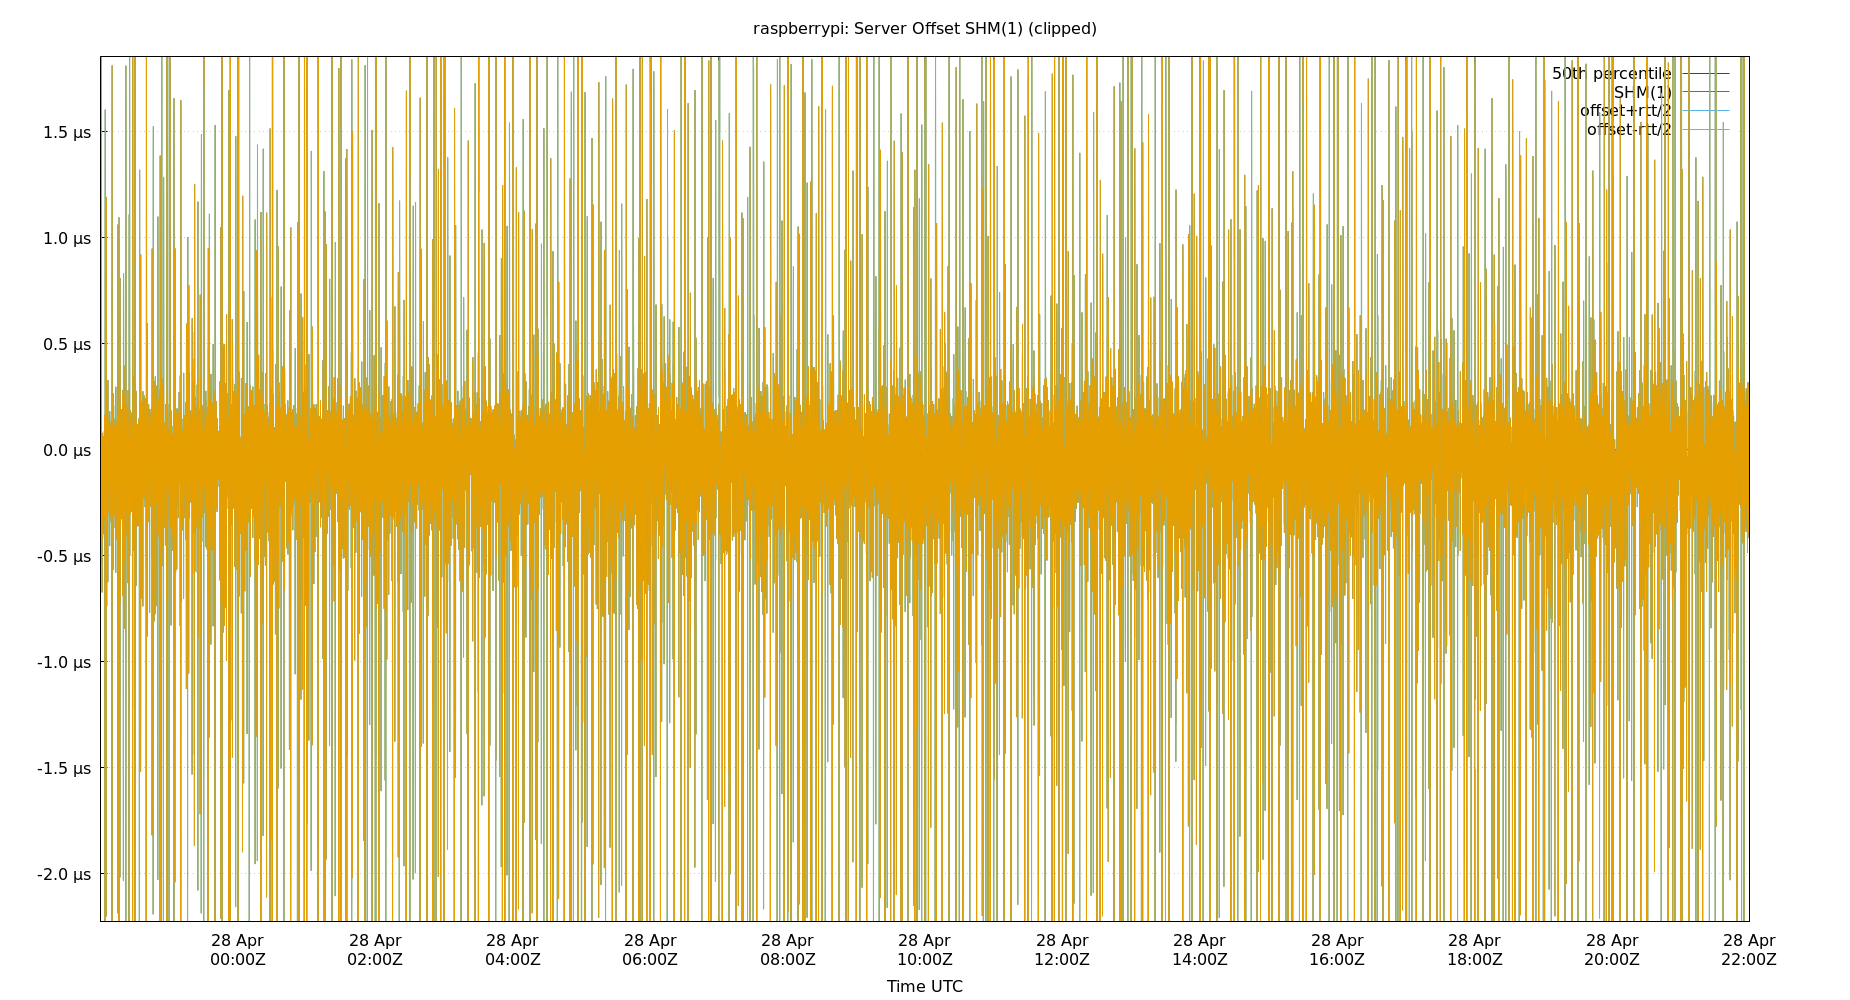 raspberrypi: Server Offset SHM(1) (clipped)
50th percentile
SHM(1)
offset+rtt/2
offset-rtt/2
1.5 µs
1.0 µs
0.5 µs
0.0 µs
-0.5 µs
-1.0 µs
-1.5 µs
-2.0 µs
28 Apr 28 Apr 28 Apr 28 Apr 28 Apr 28 Apr 28 Apr 28 Apr 28 Apr 28 Apr 28 Apr 28 Apr
00:00Z 02:00Z 04:00Z 06:00Z 08:00Z 10:00Z 12:00Z 14:00Z 16:00Z 18:00Z 20:00Z 22:00Z
Time UTC